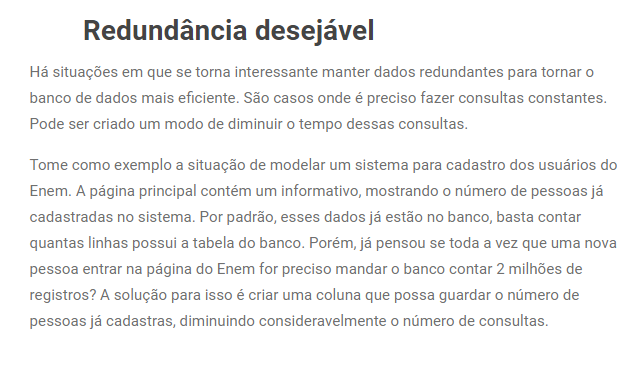 Redundância desejável
Há situações em que se torna interessante manter dados redundantes para tornar o
banco de dados mais eficiente. São casos onde é preciso fazer consultas constantes.
Pode ser criado um modo de diminuir o tempo dessas consultas.
Tome como exemplo a situação de modelar um sistema para cadastro dos usuários do
Enem. A página principal contém um informativo, mostrando o número de pessoas já
cadastradas no sistema. Por padrão, esses dados já estão no banco, basta contar
quantas linhas possui a tabela do banco. Porém, já pensou se toda a vez que uma nova
pessoa entrar na página do Enem for preciso mandar o banco contar 2 milhões de
registros? A solução para isso é criar uma coluna que possa guardar o número de
pessoas já cadastras, diminuindo consideravelmente o número de consultas.